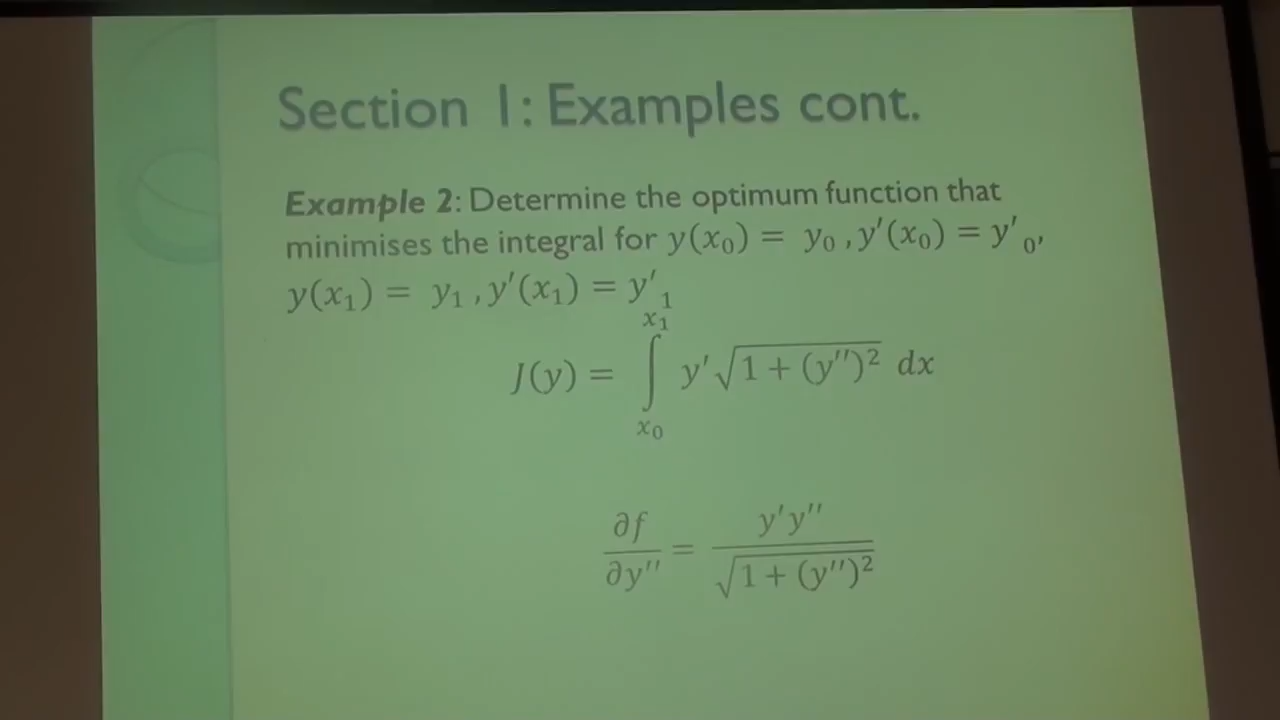 Section 1: Examples cont.
Example 2: Determine the optimum function that
minimises the integral for y(x₀) = y₀ , y′(x₀) = y′₀,
y(x₁) = y₁ , y′(x₁) = y′₁
J(y) = ∫_{x₀}^{x₁} y′√(1 + (y″)²) dx
∂f/∂y″ = y′y″/√(1 + (y″)²)